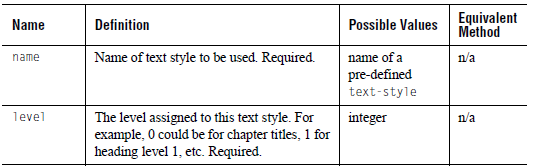 Name Definition Possible Values Equivalent
Method
name Name of text style to be used. Required. name of a n/a
pre-defined
text-style
level The level assigned to this text style. For integer n/a
example, 0 could be for chapter titles, 1 for
heading level 1, etc. Required.